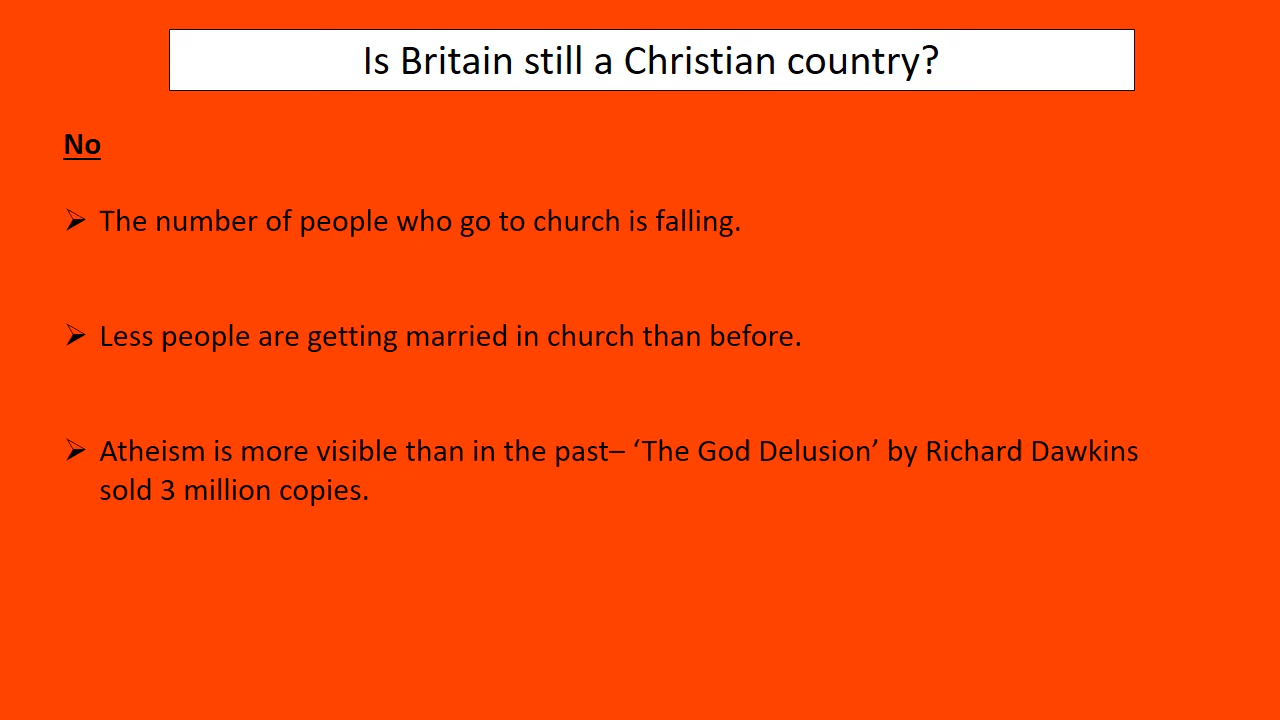 Is Britain still a Christian country?
No
➢ The number of people who go to church is falling.
➢ Less people are getting married in church than before.
➢ Atheism is more visible than in the past– ‘The God Delusion’ by Richard Dawkins
sold 3 million copies.